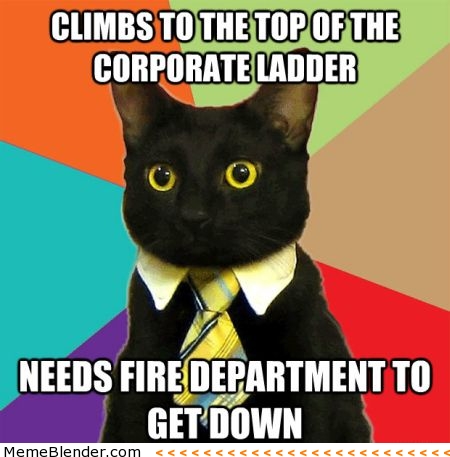 CLIMBS TO THE TOP OF THE
CORPORATE LADDER
NEEDS FIRE DEPARTMENT TO
GET DOWN
MemeBlender.com < < < < < < < < < < < < < < < < < < < < < <